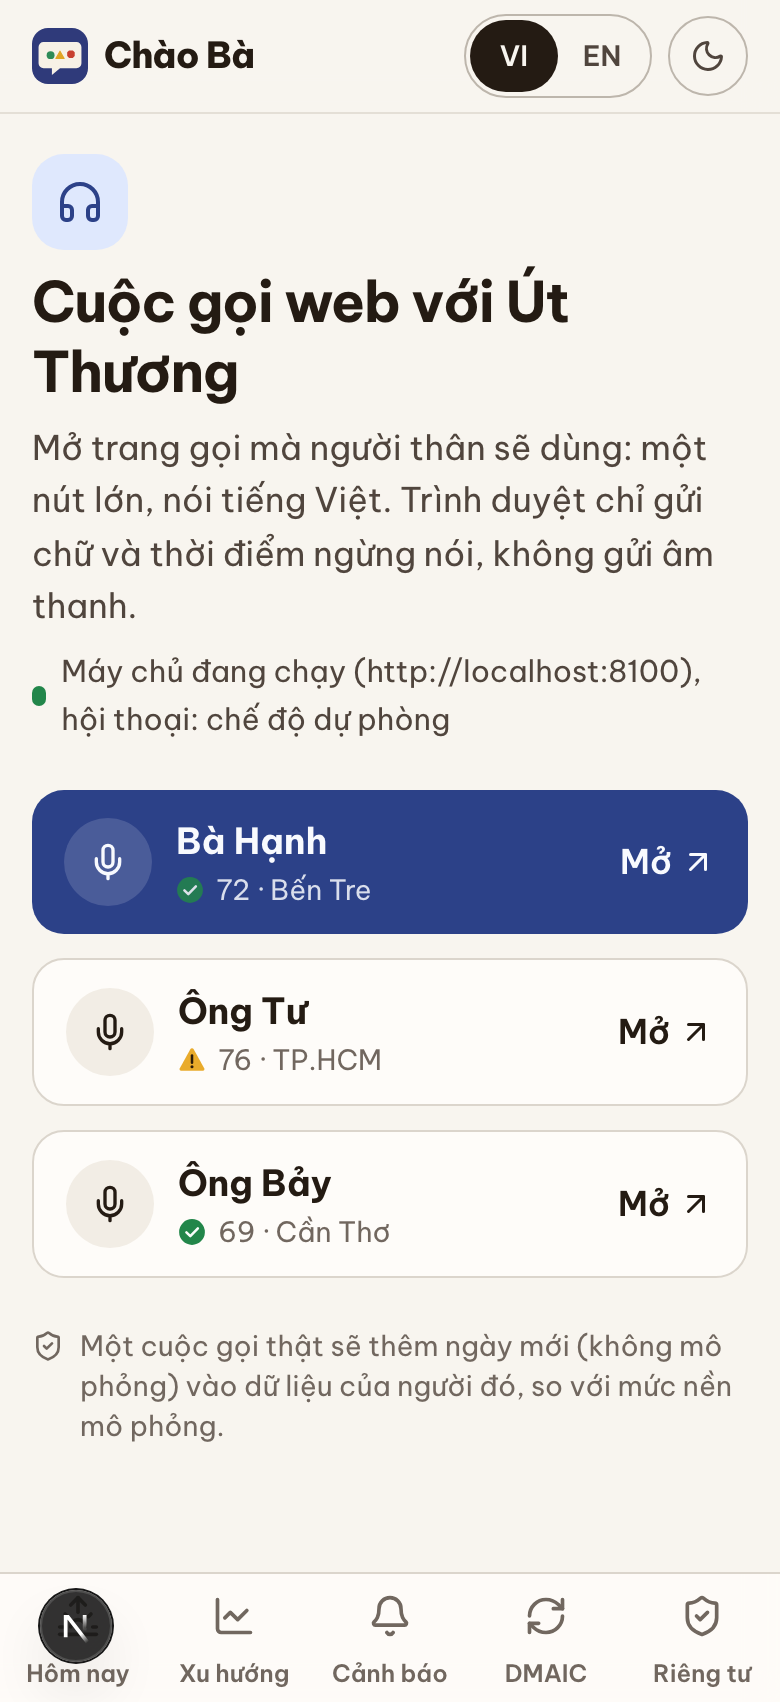 Chào Bà
VI
EN
Cuộc gọi web với Út
Thương
Mở trang gọi mà người thân sẽ dùng: một
nút lớn, nói tiếng Việt. Trình duyệt chỉ gửi
chữ và thời điểm ngừng nói, không gửi âm
thanh.
Máy chủ đang chạy (http://localhost:8100),
hội thoại: chế độ dự phòng
Bà Hạnh
72 · Bến Tre
Mở
Ông Tư
76 · TP.HCM
Mở
Ông Bảy
69 · Cần Thơ
Mở
Một cuộc gọi thật sẽ thêm ngày mới (không mô
phỏng) vào dữ liệu của người đó, so với mức nền
mô phỏng.
N
Hôm nay
Xu hướng
Cảnh báo
DMAIC
Riêng tư